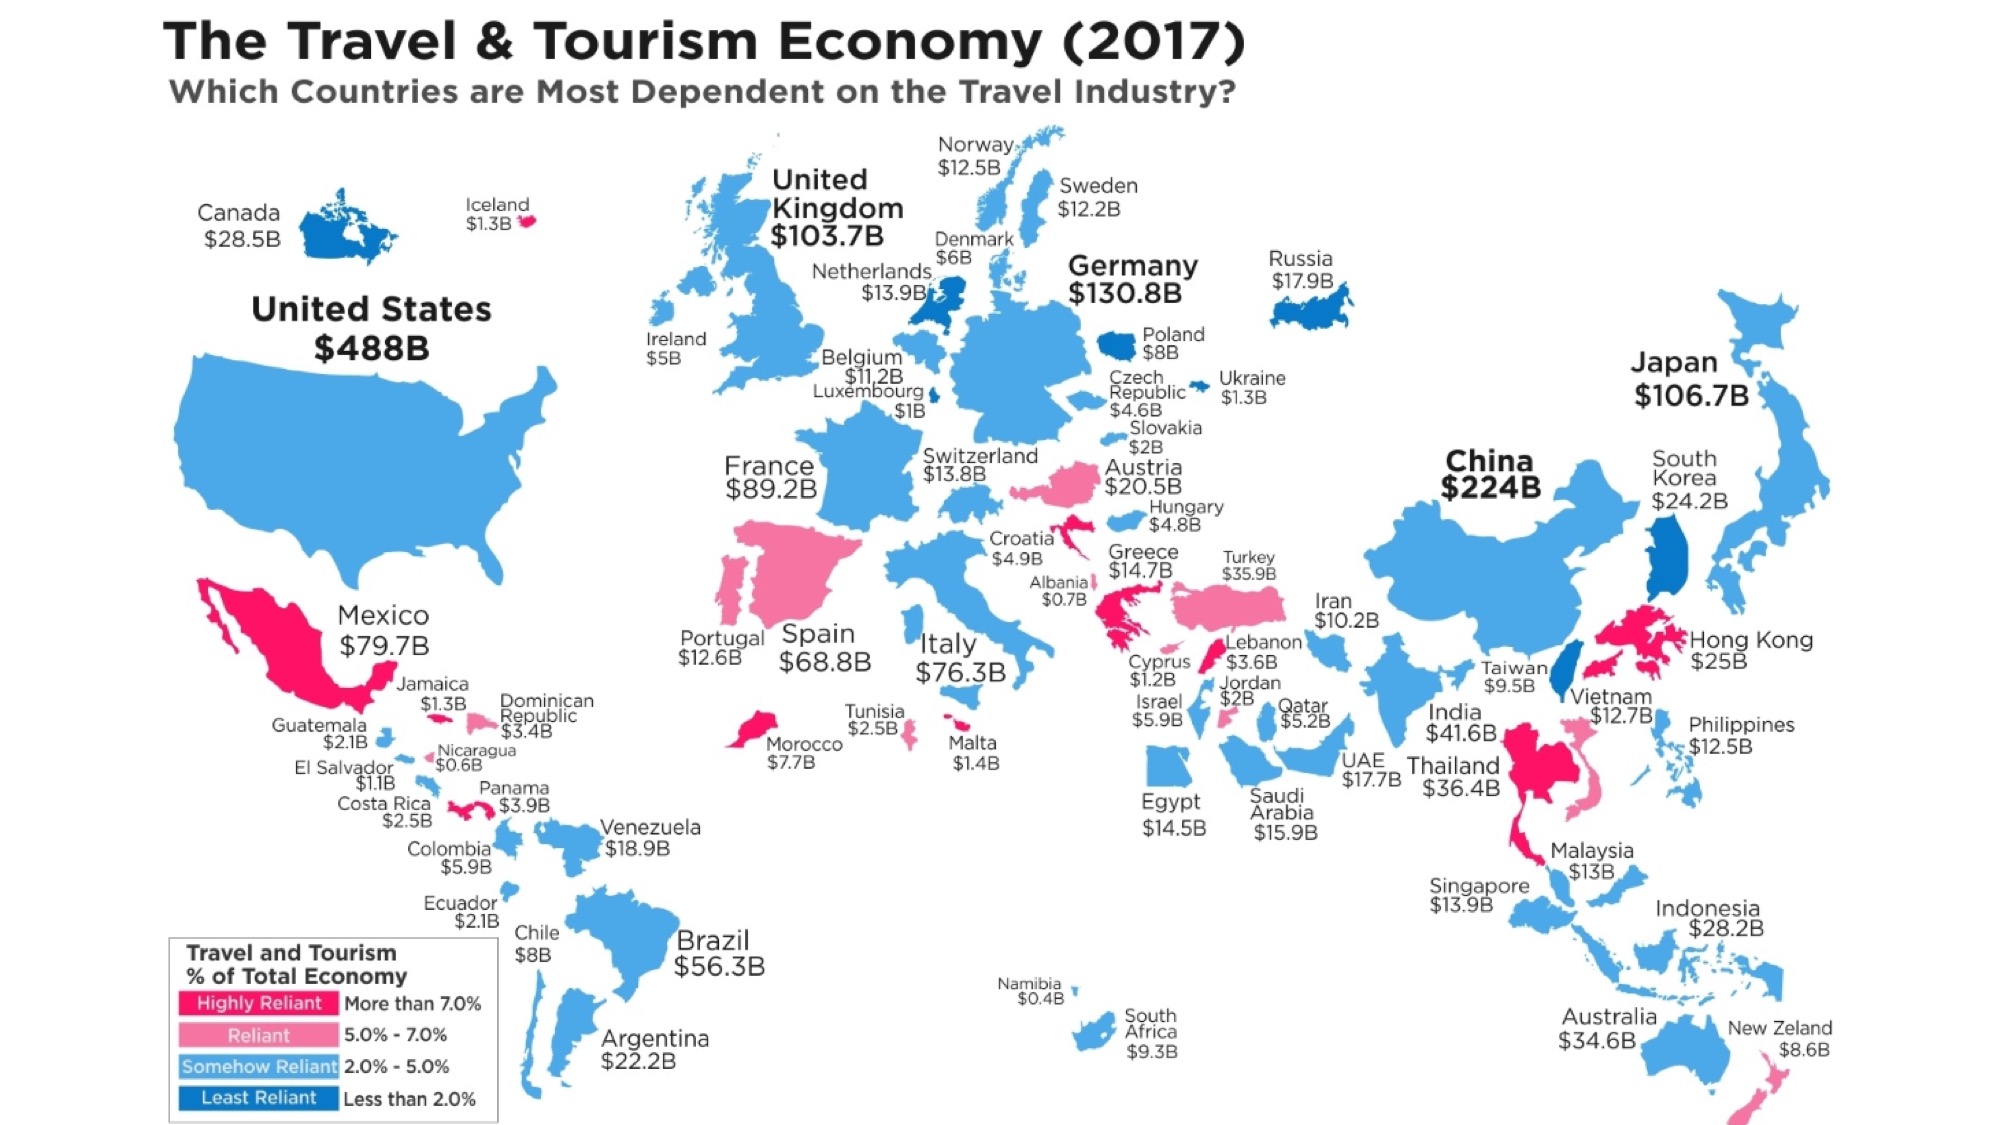 The Travel & Tourism Economy (2017)
Which Countries are Most Dependent on the Travel Industry?
Canada
$28.5B
Iceland
$1.3B
United States
$488B
Mexico
$79.7B
Jamaica
$1.3B
Dominican
Republic
$3.4B
Guatemala
$2.1B
Nicaragua
$0.6B
El Salvador
$1.1B
Costa Rica
$2.5B
Panama
$3.9B
Colombia
$5.9B
Venezuela
$18.9B
Ecuador
$2.1B
Chile
$8B
Brazil
$56.3B
Argentina
$22.2B
United
Kingdom
$103.7B
Ireland
$5B
Norway
$12.5B
Sweden
$12.2B
Denmark
$6B
Netherlands
$13.9B
Germany
$130.8B
Belgium
$11.2B
Luxembourg
$1B
Poland
$8B
Czech
Republic
$4.6B
Ukraine
$1.3B
Slovakia
$2B
Russia
$17.9B
France
$89.2B
Switzerland
$13.8B
Austria
$20.5B
Hungary
$4.8B
Croatia
$4.9B
Albania
$0.7B
Greece
$14.7B
Turkey
$35.9B
Portugal
$12.6B
Spain
$68.8B
Italy
$76.3B
Morocco
$7.7B
Tunisia
$2.5B
Malta
$1.4B
Cyprus
$1.2B
Lebanon
$3.6B
Israel
$5.9B
Jordan
$2B
Qatar
$5.2B
Iran
$10.2B
Egypt
$14.5B
Saudi
Arabia
$15.9B
UAE
$17.7B
Namibia
$0.4B
South
Africa
$9.3B
China
$224B
Japan
$106.7B
South
Korea
$24.2B
Hong Kong
$25B
Taiwan
$9.5B
India
$41.6B
Vietnam
$12.7B
Thailand
$36.4B
Philippines
$12.5B
Malaysia
$13B
Singapore
$13.9B
Indonesia
$28.2B
Australia
$34.6B
New Zeland
$8.6B
Travel and Tourism
% of Total Economy
Highly Reliant More than 7.0%
Reliant 5.0% - 7.0%
Somehow Reliant 2.0% - 5.0%
Least Reliant Less than 2.0%